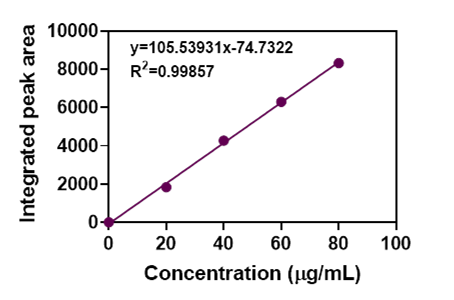 y=105.53931x-74.7322
R²=0.99857
Integrated peak area
10000
8000
6000
4000
2000
0
0 20 40 60 80 100
Concentration (μg/mL)